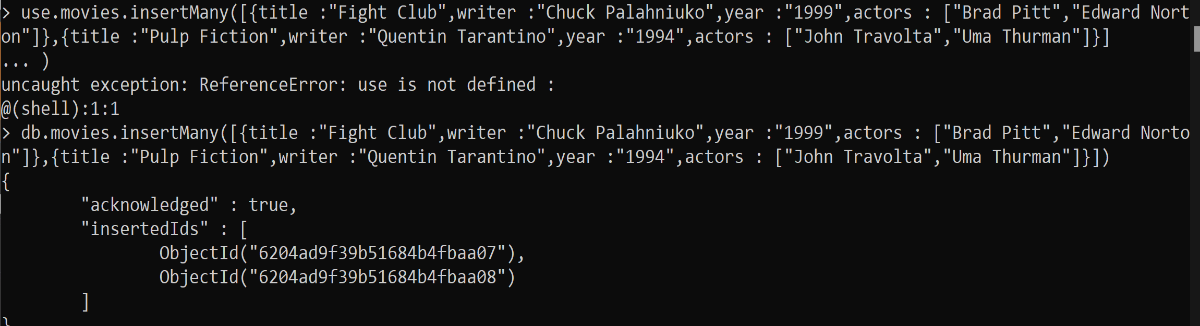 > use.movies.insertMany([{title :"Fight Club",writer :"Chuck Palahniuko",year :"1999",actors : ["Brad Pitt","Edward Nort
on"]},{title :"Pulp Fiction",writer :"Quentin Tarantino",year :"1994",actors : ["John Travolta","Uma Thurman"]}]
... )
uncaught exception: ReferenceError: use is not defined :
@(shell):1:1
> db.movies.insertMany([{title :"Fight Club",writer :"Chuck Palahniuko",year :"1999",actors : ["Brad Pitt","Edward Norto
n"]},{title :"Pulp Fiction",writer :"Quentin Tarantino",year :"1994",actors : ["John Travolta","Uma Thurman"]}])
{
        "acknowledged" : true,
        "insertedIds" : [
                ObjectId("6204ad9f39b51684b4fbaa07"),
                ObjectId("6204ad9f39b51684b4fbaa08")
        ]
}